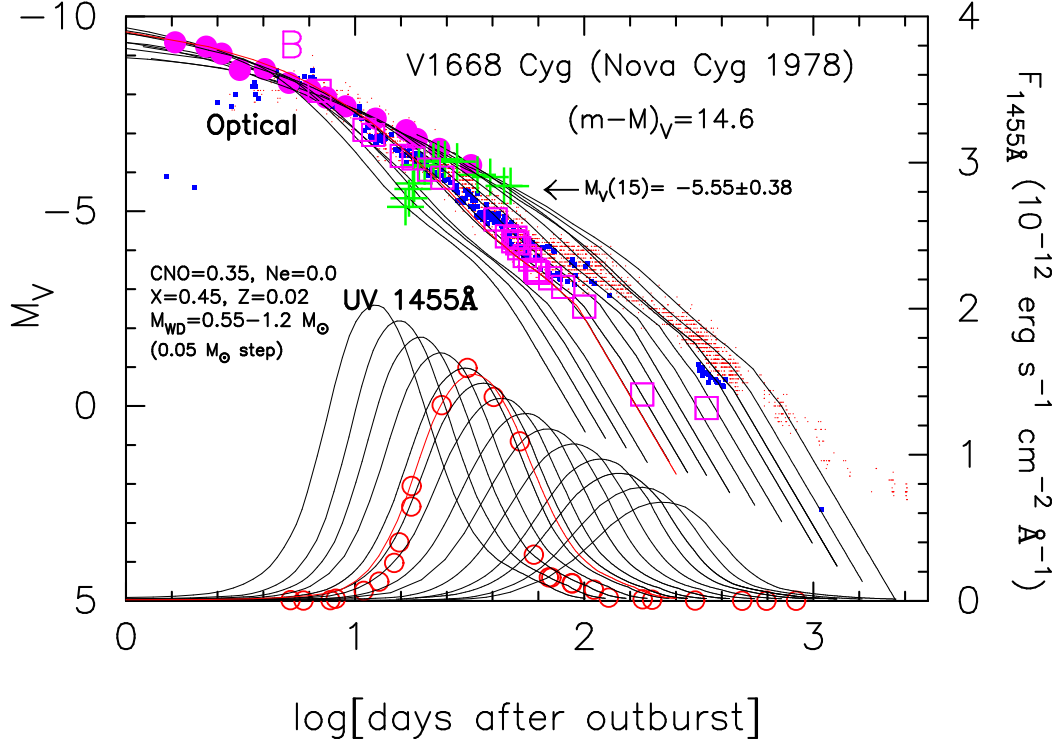 -10
-5
0
5
M_V
B
V1668 Cyg (Nova Cyg 1978)
(m-M)_V=14.6
Optical
← M_V(15)= -5.55±0.38
CNO=0.35, Ne=0.0
X=0.45, Z=0.02
M_WD=0.55-1.2 M_⊙
(0.05 M_⊙ step)
UV 1455Å
4
3
2
1
0
F_1455Å (10^-12 erg s^-1 cm^-2 Å^-1)
0 1 2 3
log[days after outburst]